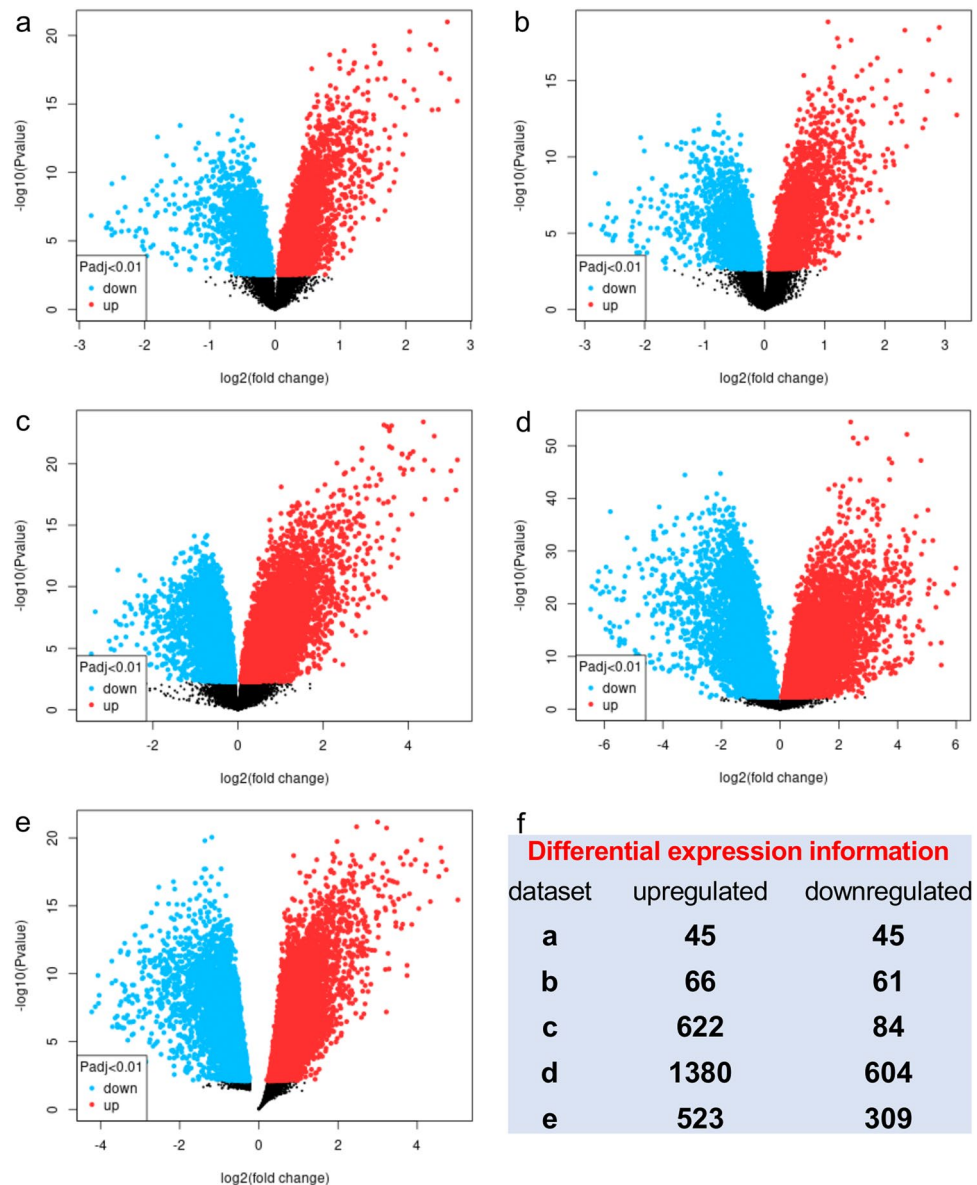 a
-log10(Pvalue)
20
15
10
5
0
Padj<0.01
down
up
-3 -2 -1 0 1 2 3
log2(fold change)
b
-log10(Pvalue)
15
10
5
0
Padj<0.01
down
up
-3 -2 -1 0 1 2 3
log2(fold change)
c
-log10(Pvalue)
20
15
10
5
0
Padj<0.01
down
up
-2 0 2 4
log2(fold change)
d
-log10(Pvalue)
50
40
30
20
10
0
Padj<0.01
down
up
-6 -4 -2 0 2 4 6
log2(fold change)
e
-log10(Pvalue)
20
15
10
5
0
Padj<0.01
down
up
-4 -2 0 2 4
log2(fold change)
f
Differential expression information
dataset upregulated downregulated
a 45 45
b 66 61
c 622 84
d 1380 604
e 523 309